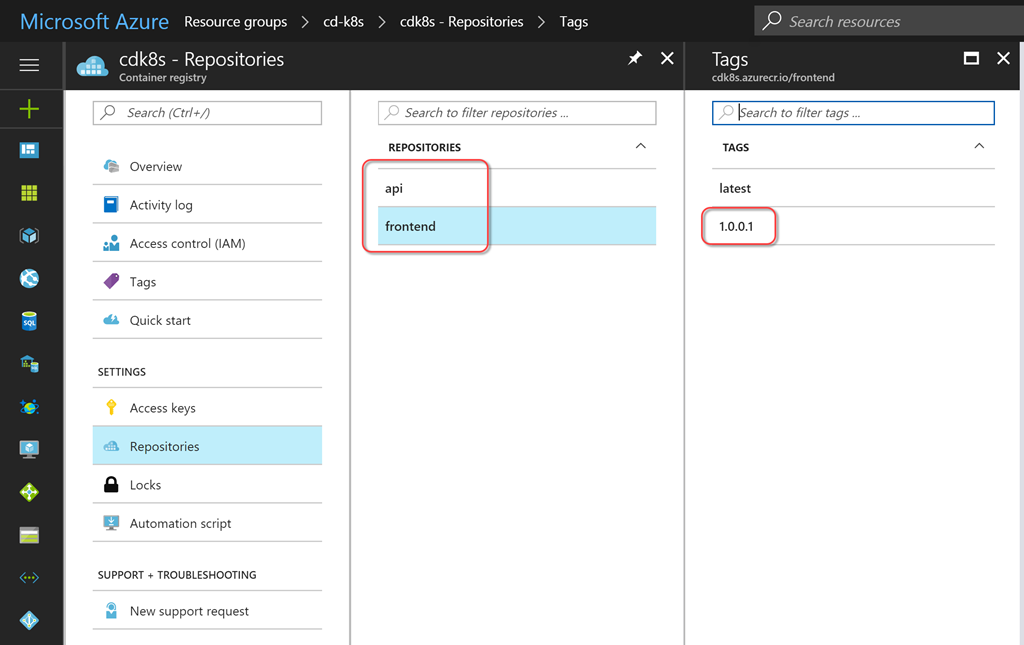 Microsoft Azure Resource groups > cd-k8s > cdk8s - Repositories > Tags
Search resources
cdk8s - Repositories
Container registry
Search (Ctrl+/)
Overview
Activity log
Access control (IAM)
Tags
Quick start
SETTINGS
Access keys
Repositories
Locks
Automation script
SUPPORT + TROUBLESHOOTING
New support request
Search to filter repositories ...
REPOSITORIES
api
frontend
Tags
cdk8s.azurecr.io/frontend
Search to filter tags ...
TAGS
latest
1.0.0.1
SQL